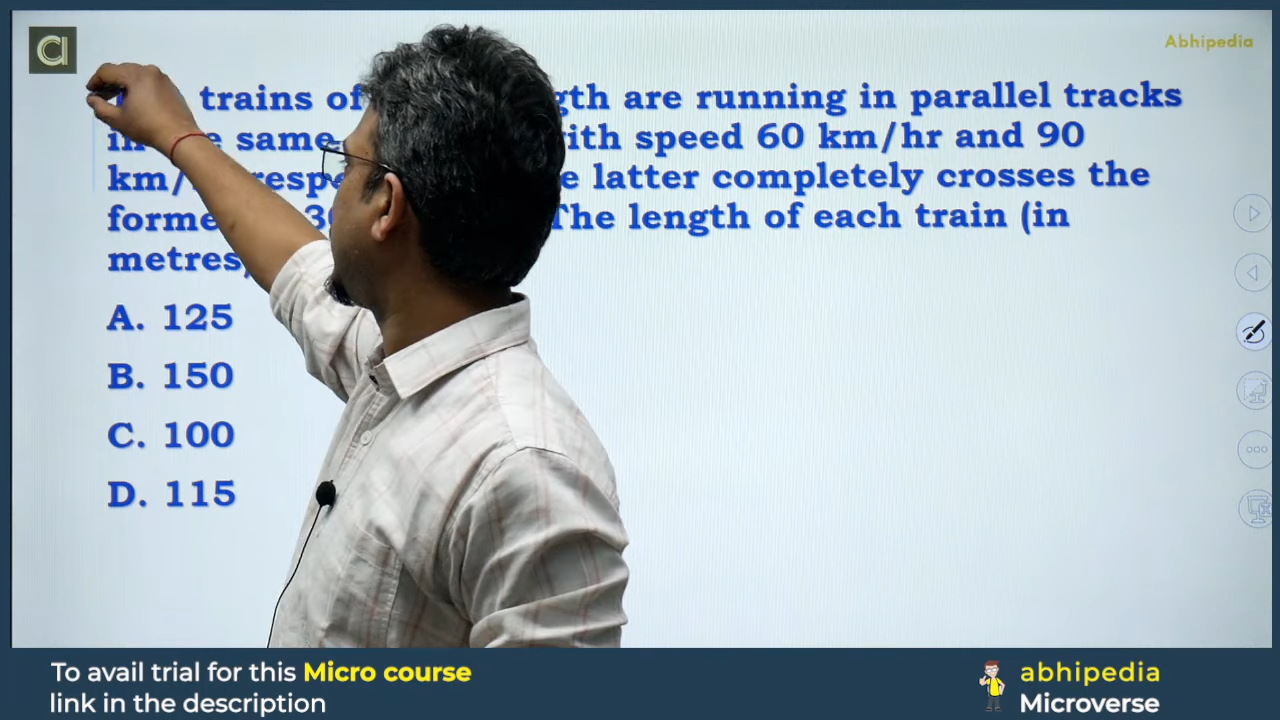 Abhipedia
trains of gth are running in parallel tracks
same ith speed 60 km/hr and 90
km/ respe e latter completely crosses the
forme 30 The length of each train (in
metres)
A. 125
B. 150
C. 100
D. 115
To avail trial for this Micro course
link in the description
abhipedia
Microverse